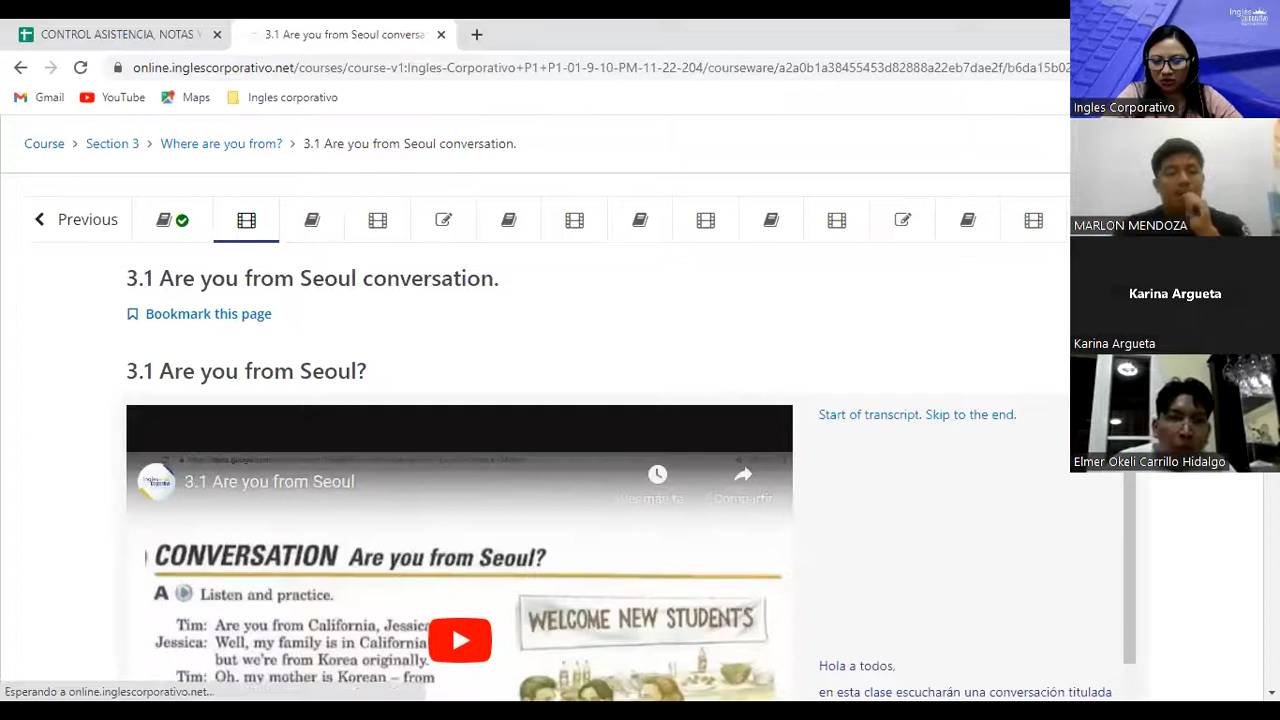 CONTROL ASISTENCIA, NOTAS Y
3.1 Are you from Seoul conversa
online.inglescorporativo.net/courses/course-v1:Ingles-Corporativo+P1+P1-01-9-10-PM-11-22-204/courseware/
Gmail
YouTube
Maps
Ingles corporativo
Course
Section 3
Where are you from?
3.1 Are you from Seoul conversation.
Previous
3.1 Are you from Seoul conversation.
Bookmark this page
3.1 Are you from Seoul?
Start of transcript. Skip to the end.
3.1 Are you from Seoul
Ver más ta
Compartir
CONVERSATION Are you from Seoul?
A Listen and practice.
WELCOME NEW STUDENTS
Tim: Are you from California, Jessica
Jessica: Well, my family is in California
but we're from Korea originally.
Tim: Oh, my mother is Korean – from
Hola a todos,
en esta clase escucharán una conversación titulada
Esperando a online.inglescorporativo.net...
Ingles Corporativo
MARLON MENDOZA
Karina Argueta
Karina Argueta
Elmer Okeli Carrillo Hidalgo